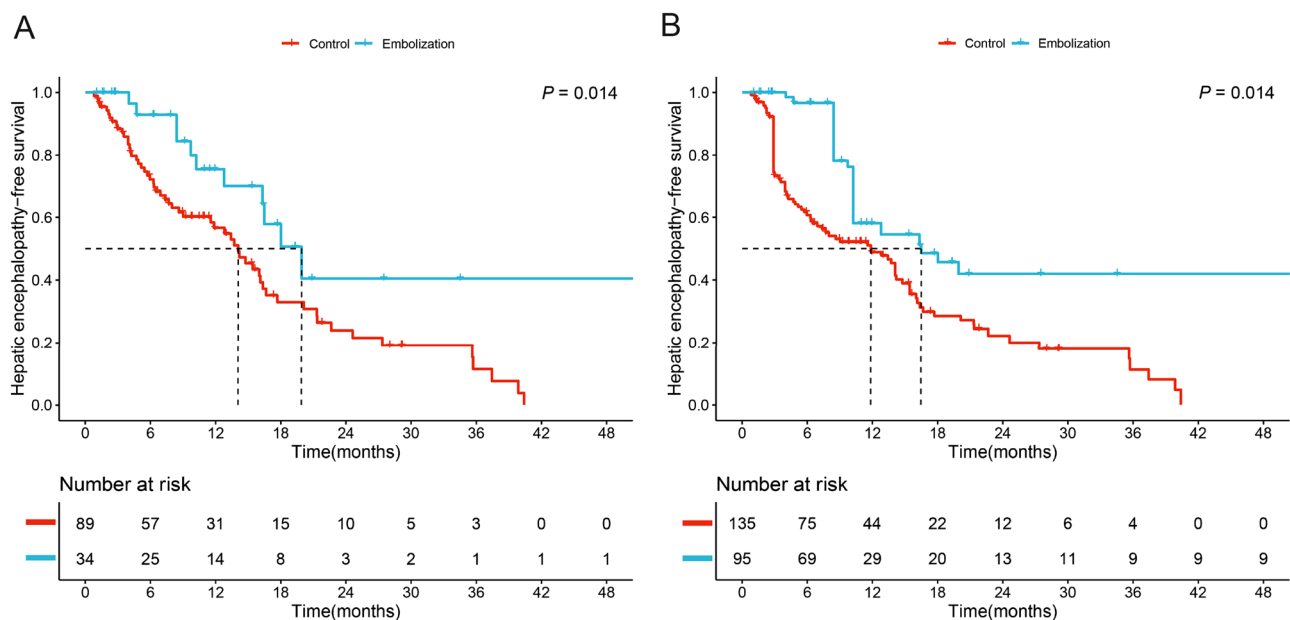 A
Control Embolization
P = 0.014
Hepatic encephalopathy-free survival
1.0
0.8
0.6
0.4
0.2
0.0
0 6 12 18 24 30 36 42 48
Time(months)
Number at risk
89 57 31 15 10 5 3 0 0
34 25 14 8 3 2 1 1 1
0 6 12 18 24 30 36 42 48
Time(months)
B
Control Embolization
P = 0.014
Hepatic encephalopathy-free survival
1.0
0.8
0.6
0.4
0.2
0.0
0 6 12 18 24 30 36 42 48
Time(months)
Number at risk
135 75 44 22 12 6 4 0 0
95 69 29 20 13 11 9 9 9
0 6 12 18 24 30 36 42 48
Time(months)